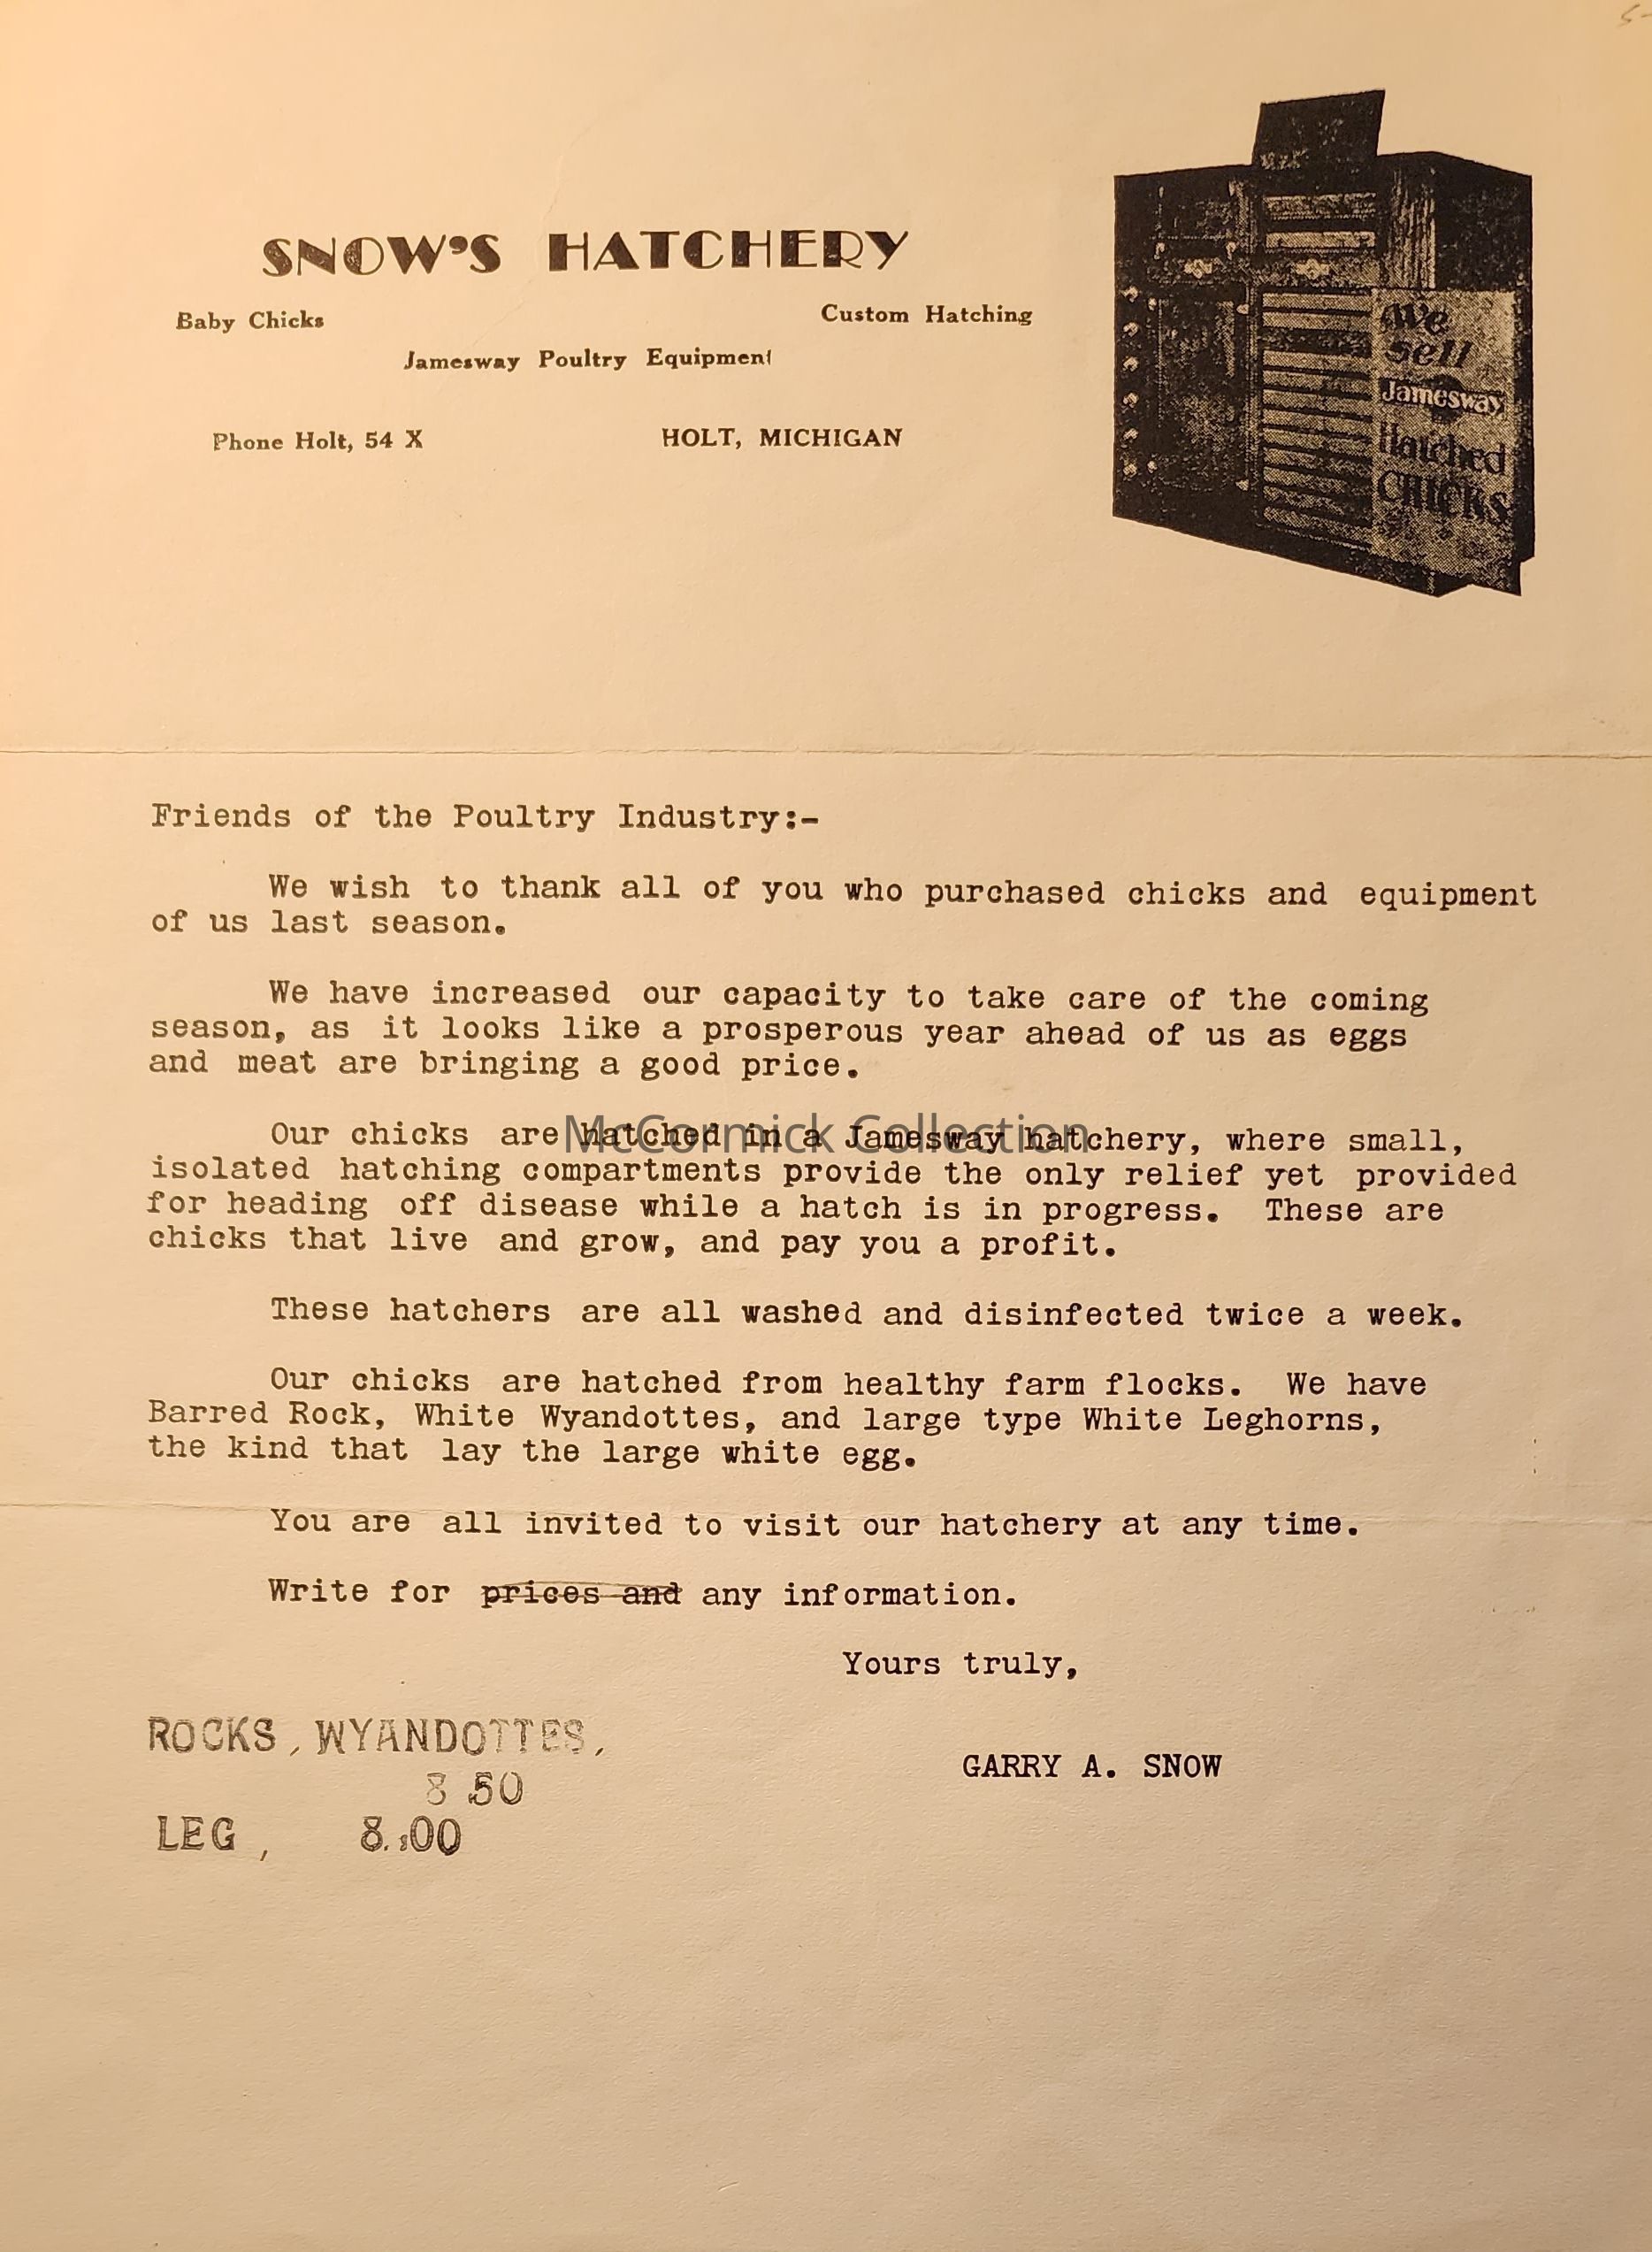 SNOW'S HATCHERY
Baby Chicks
Custom Hatching
Jamesway Poultry Equipment
Phone Holt, 54 X
HOLT, MICHIGAN
We
sell
Jamesway
Hatched
CHICKS
Friends of the Poultry Industry:-
We wish to thank all of you who purchased chicks and equipment
of us last season.
We have increased our capacity to take care of the coming
season, as it looks like a prosperous year ahead of us as eggs
and meat are bringing a good price.
McCormick Collection
Our chicks are hatched in a Jamesway hatchery, where small,
isolated hatching compartments provide the only relief yet provided
for heading off disease while a hatch is in progress. These are
chicks that live and grow, and pay you a profit.
These hatchers are all washed and disinfected twice a week.
Our chicks are hatched from healthy farm flocks. We have
Barred Rock, White Wyandottes, and large type White Leghorns,
the kind that lay the large white egg.
You are all invited to visit our hatchery at any time.
Write for prices and any information.
Yours truly,
ROCKS, WYANDOTTES,
8.50
GARRY A. SNOW
LEG, 8.00